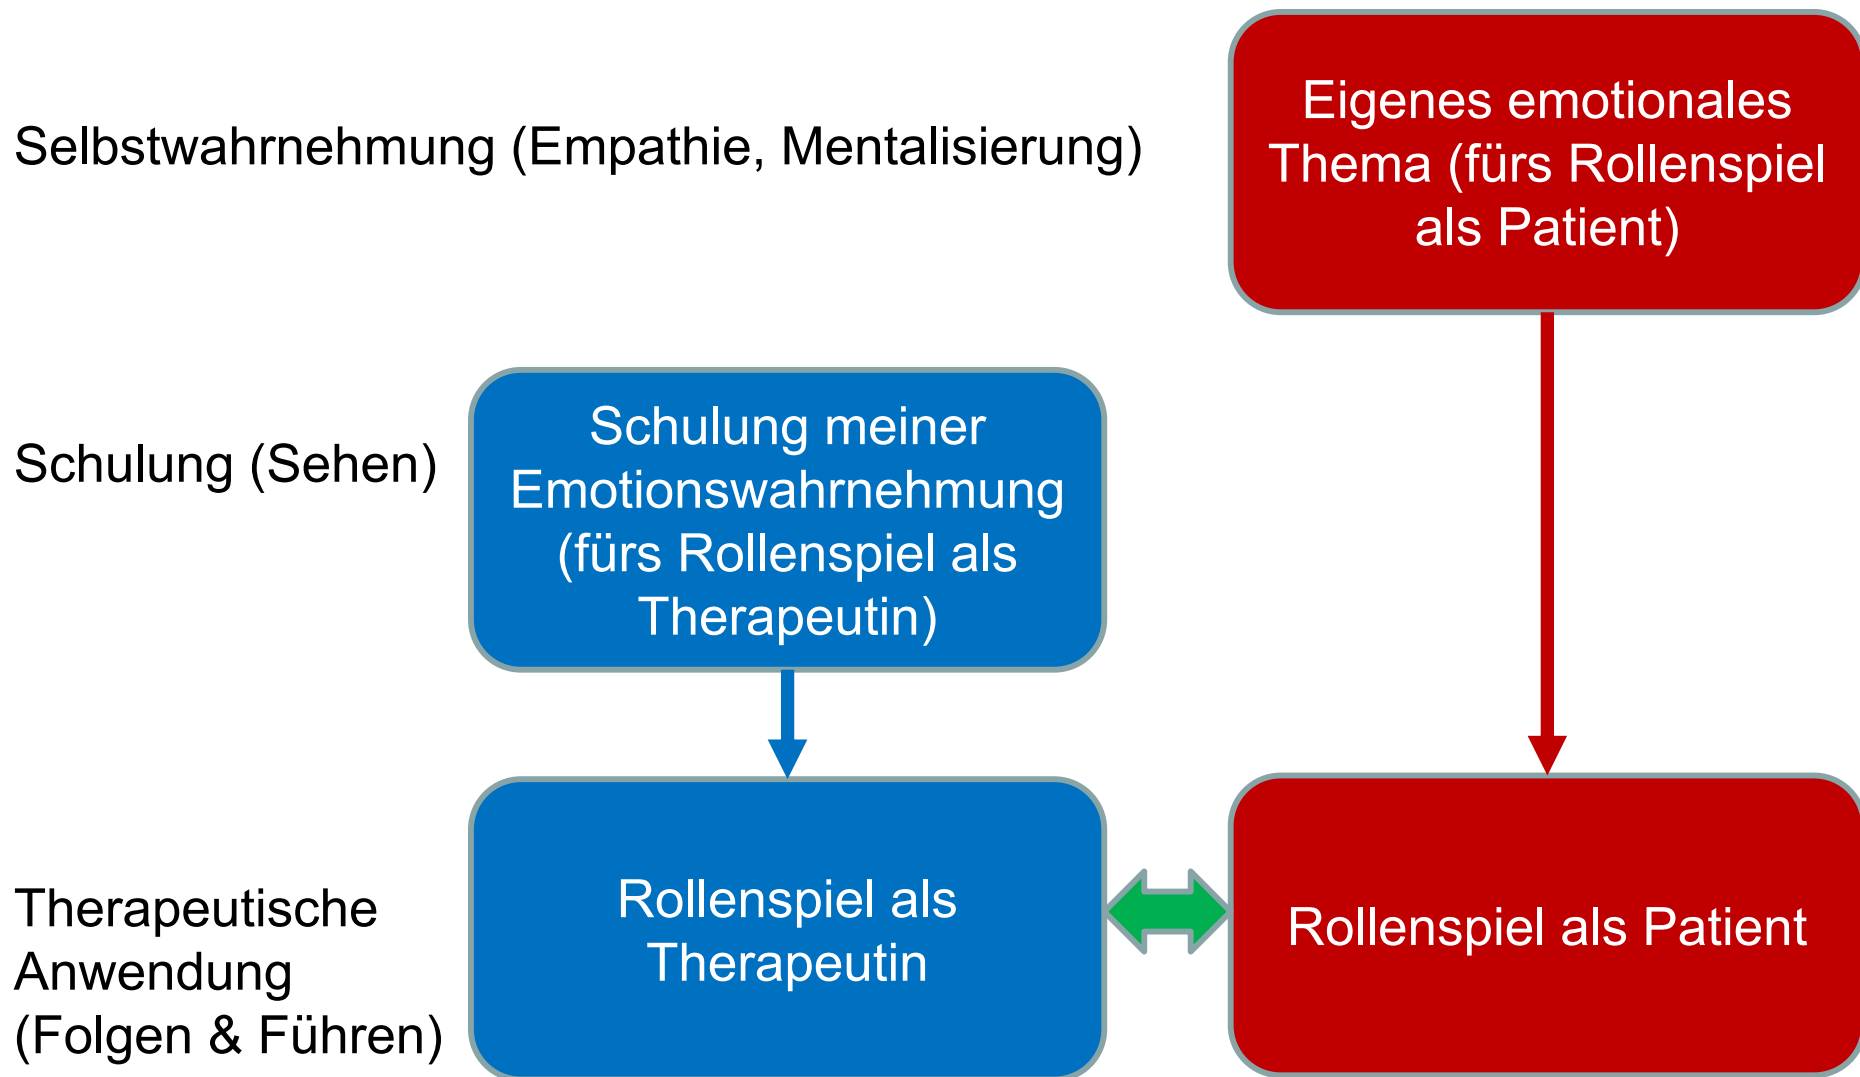 Eigenes emotionales
Thema (fürs Rollenspiel
als Patient)
Selbstwahrnehmung (Empathie, Mentalisierung)
Schulung (Sehen)
Schulung meiner
Emotionswahrnehmung
(fürs Rollenspiel als
Therapeutin)
Therapeutische
Anwendung
(Folgen & Führen)
Rollenspiel als
Therapeutin
Rollenspiel als Patient